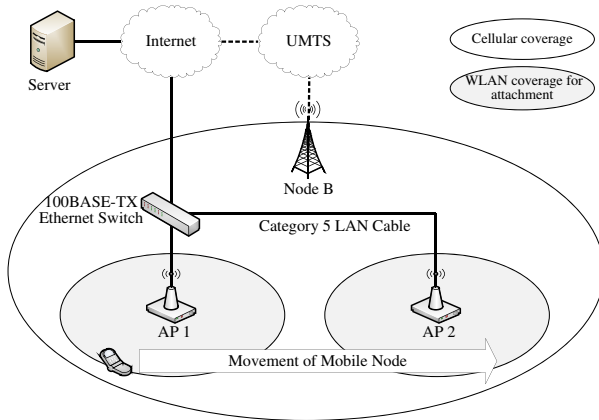 Internet
UMTS
Cellular coverage
Server
WLAN coverage for
attachment
Node B
100BASE-TX
Ethernet Switch
Category 5 LAN Cable
AP 1
AP 2
Movement of Mobile Node